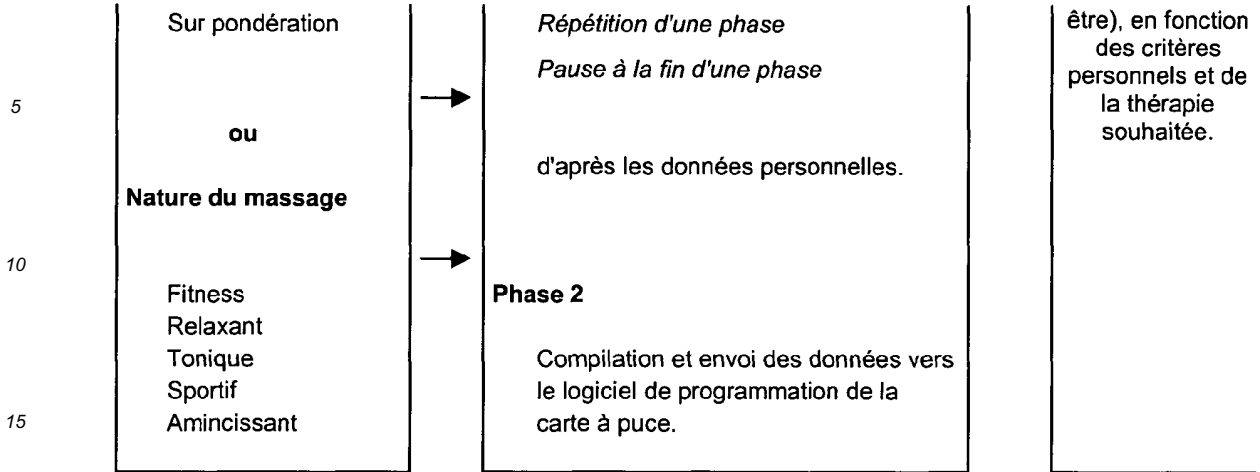 Sur pondération
ou
Nature du massage
Fitness
Relaxant
Tonique
Sportif
Amincissant
Répétition d'une phase
Pause à la fin d'une phase
d'après les données personnelles.
Phase 2
Compilation et envoi des données vers
le logiciel de programmation de la
carte à puce.
être), en fonction
des critères
personnels et de
la thérapie
souhaitée.
5
10
15